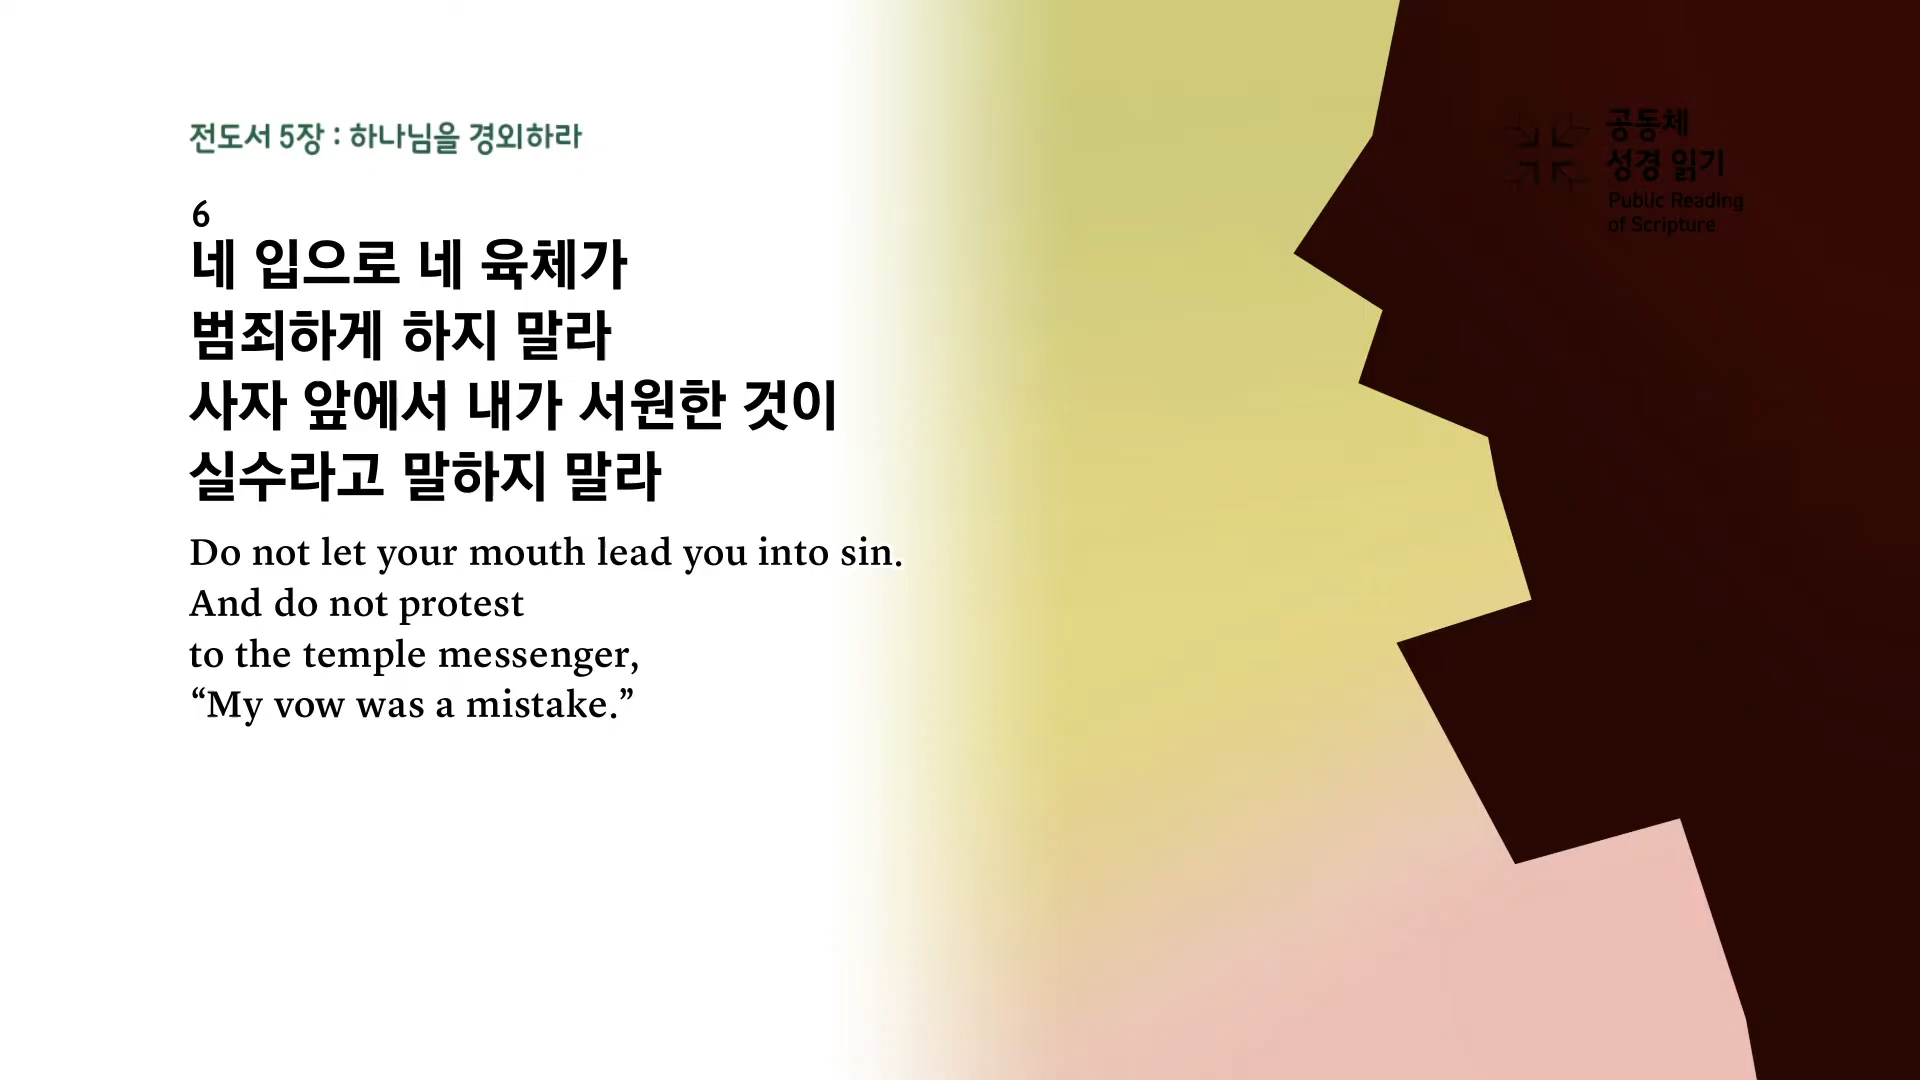 전도서 5장 : 하나님을 경외하라
6
네 입으로 네 육체가
범죄하게 하지 말라
사자 앞에서 내가 서원한 것이
실수라고 말하지 말라
Do not let your mouth lead you into sin.
And do not protest
to the temple messenger,
“My vow was a mistake.”
공동체
성경 읽기
Public Reading
of Scripture